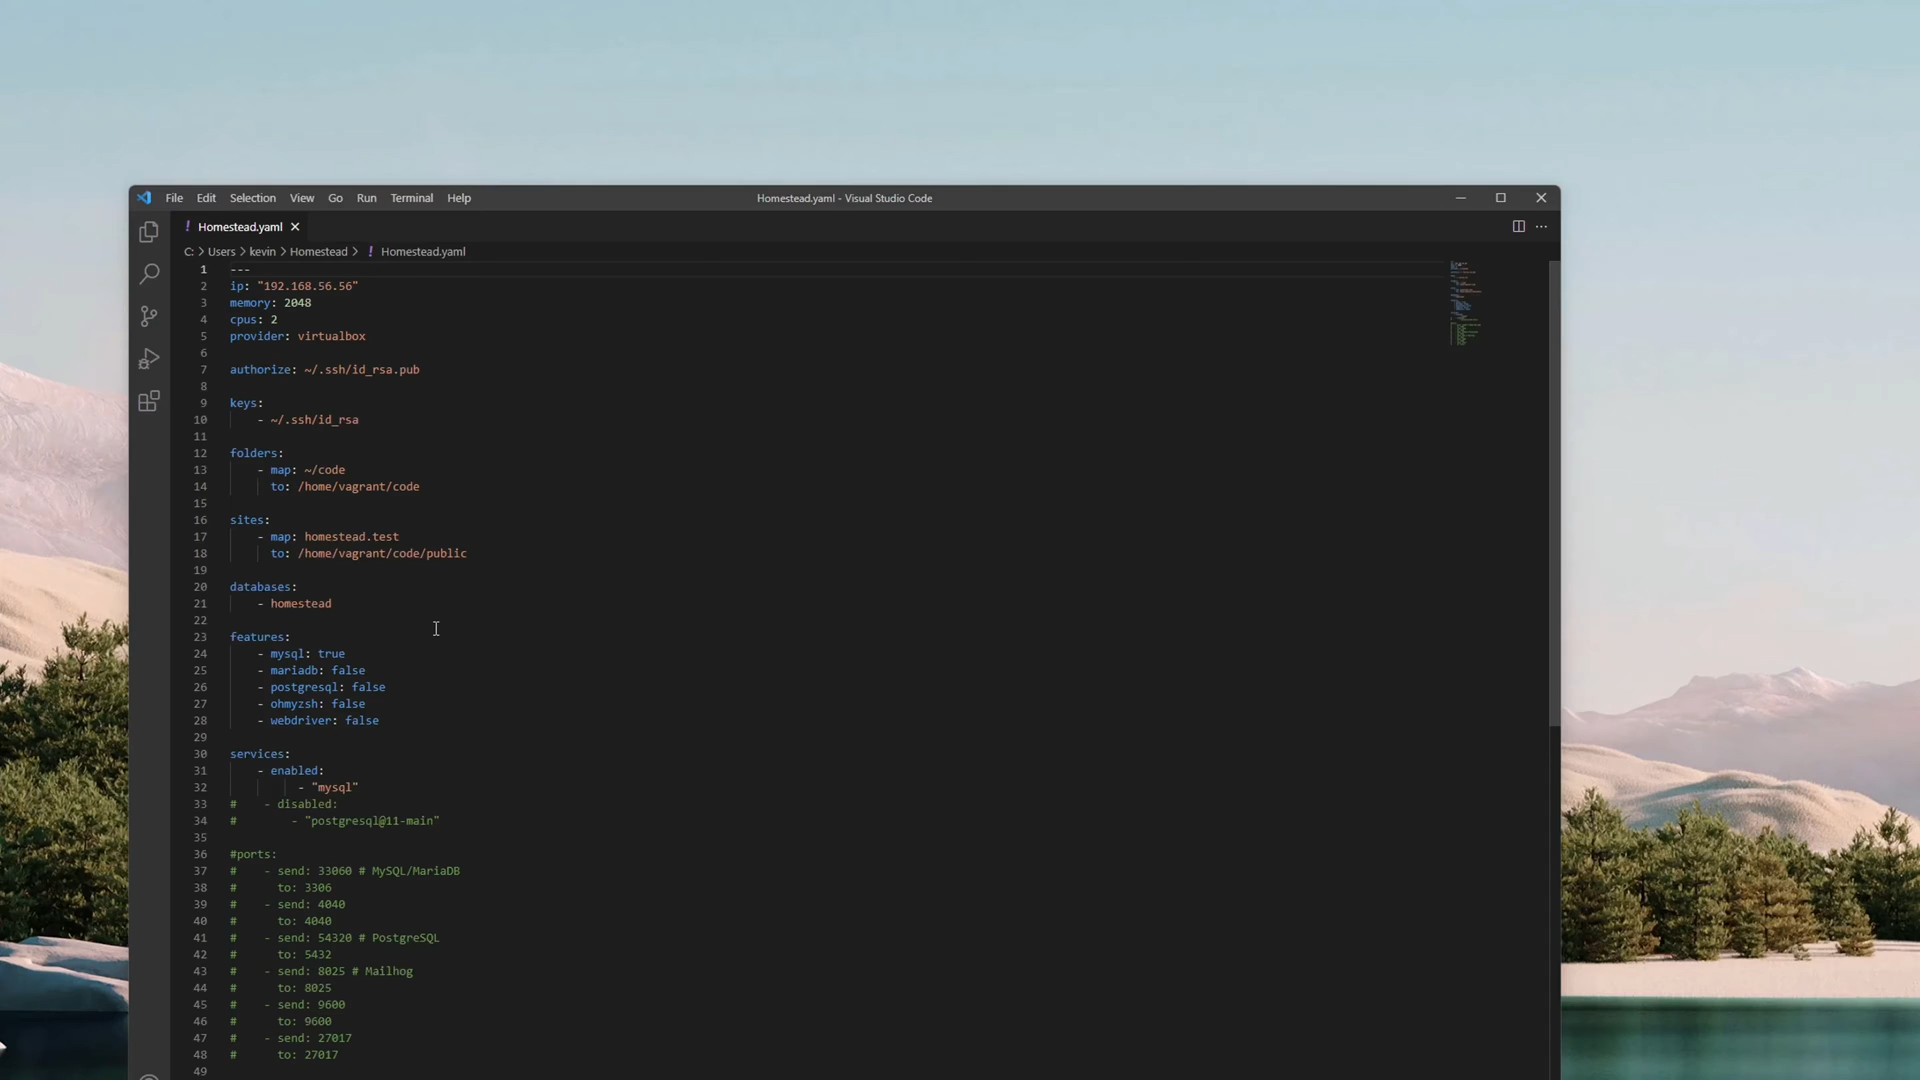 File Edit Selection View Go Run Terminal Help Homestead.yaml - Visual Studio Code
! Homestead.yaml
C: > Users > kevin > Homestead > ! Homestead.yaml
1 ---
2 ip: "192.168.56.56"
3 memory: 2048
4 cpus: 2
5 provider: virtualbox
6
7 authorize: ~/.ssh/id_rsa.pub
8
9 keys:
10     - ~/.ssh/id_rsa
11
12 folders:
13     - map: ~/code
14       to: /home/vagrant/code
15
16 sites:
17     - map: homestead.test
18       to: /home/vagrant/code/public
19
20 databases:
21     - homestead
22
23 features:
24     - mysql: true
25     - mariadb: false
26     - postgresql: false
27     - ohmyzsh: false
28     - webdriver: false
29
30 services:
31     - enabled:
32           - "mysql"
33 #    - disabled:
34 #        - "postgresql@11-main"
35
36 #ports:
37 #    - send: 33060 # MySQL/MariaDB
38 #      to: 3306
39 #    - send: 4040
40 #      to: 4040
41 #    - send: 54320 # PostgreSQL
42 #      to: 5432
43 #    - send: 8025 # Mailhog
44 #      to: 8025
45 #    - send: 9600
46 #      to: 9600
47 #    - send: 27017
48 #      to: 27017
49